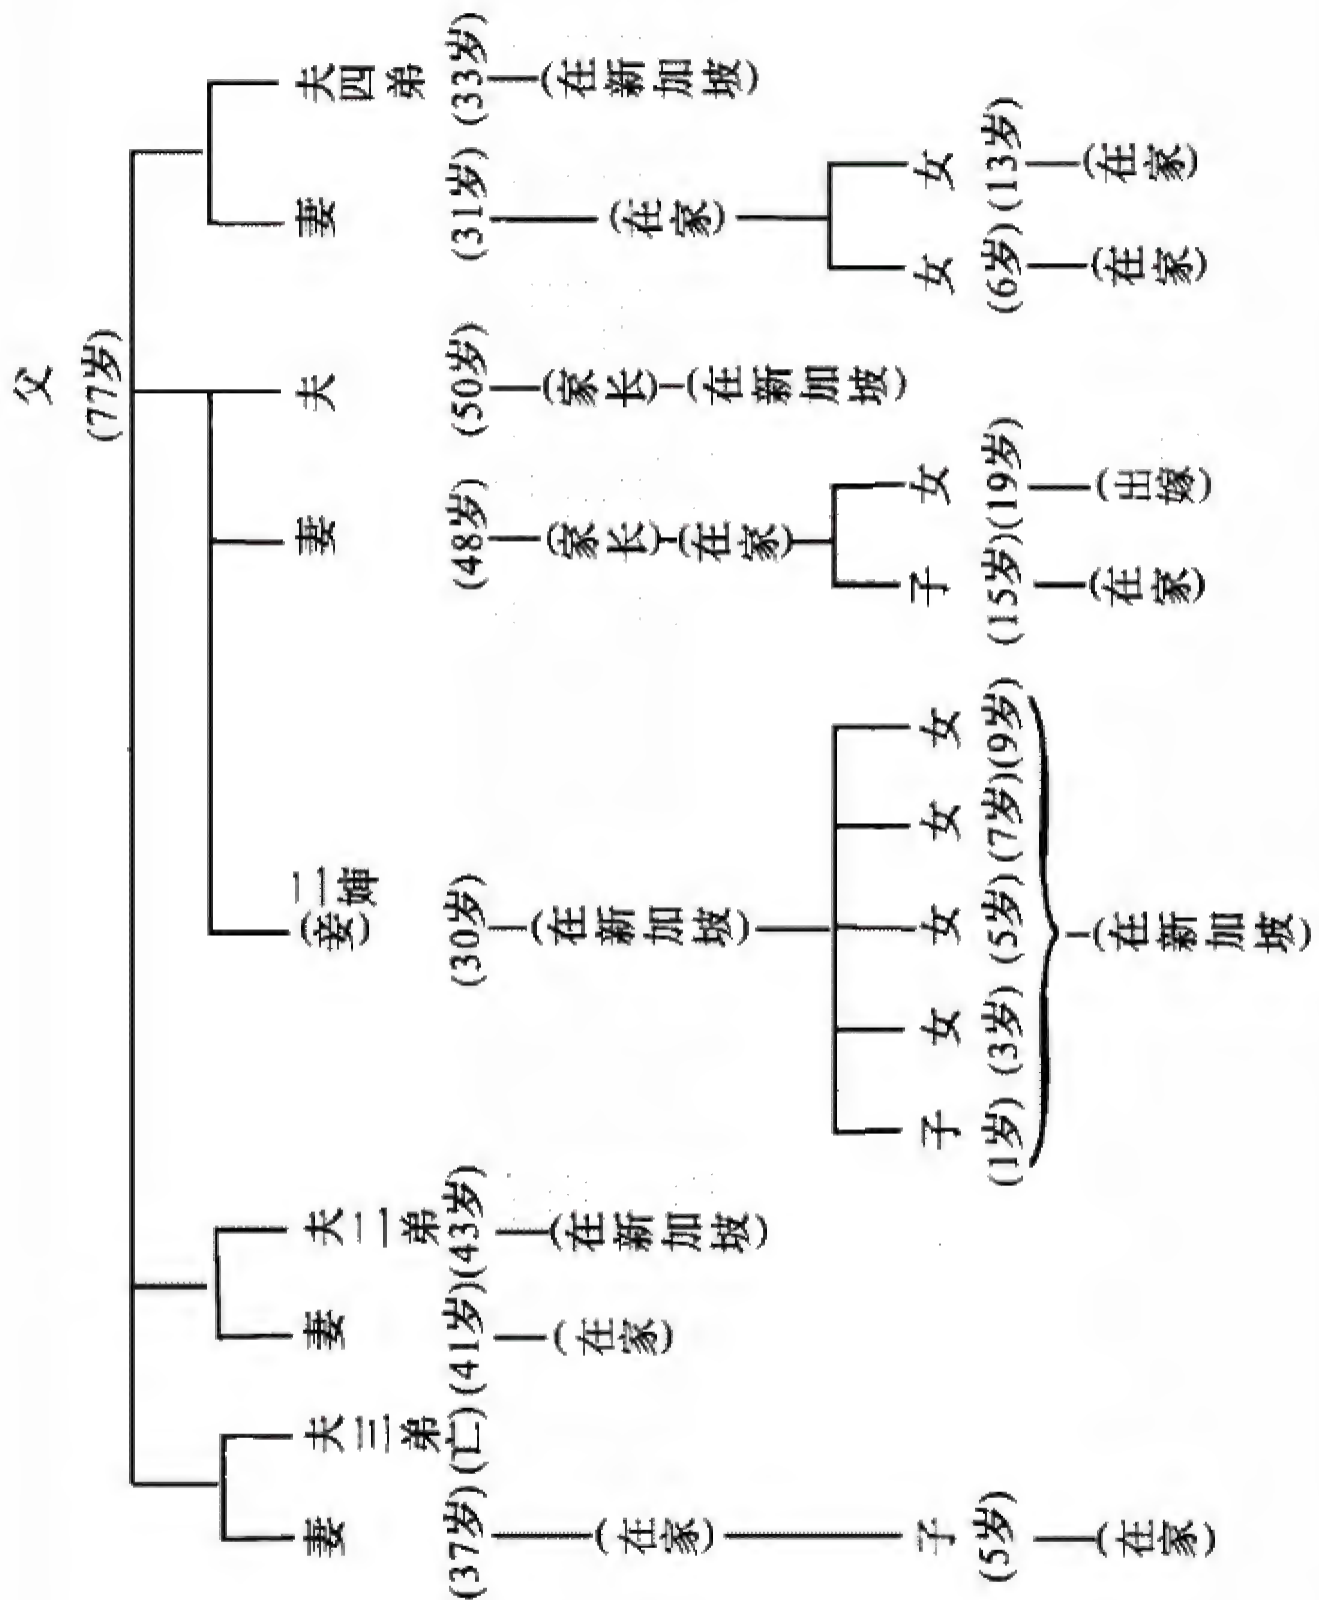 父
(77岁)
妻
(37岁)
(在家)
子
(5岁)
(在家)
夫三弟
(亡)
妻
(41岁)
(在家)
夫二弟
(43岁)
(在新加坡)
(妾)
二婶
(30岁)
(在新加坡)
子
(1岁)
女
(3岁)
女
(5岁)
女
(7岁)
女
(9岁)
(在新加坡)
妻
(48岁)
(家长)
(在家)
子
(15岁)
(在家)
女
(19岁)
(出嫁)
夫
(50岁)
(家长)
(在新加坡)
妻
(31岁)
(在家)
女
(6岁)
(在家)
女
(13岁)
(在家)
夫四弟
(33岁)
(在新加坡)